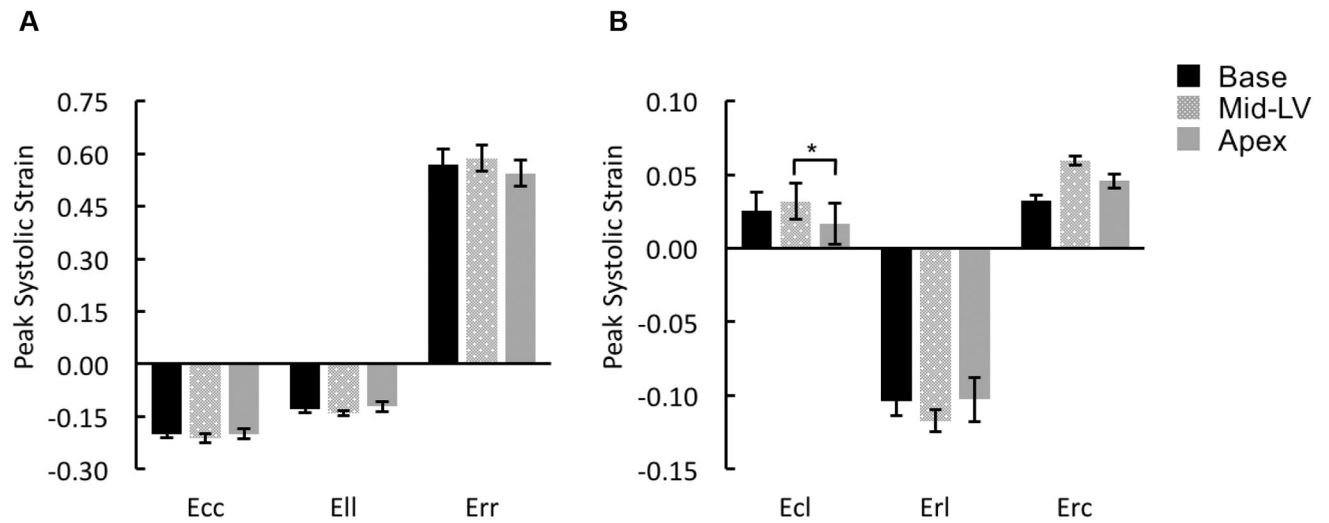 A
Peak Systolic Strain
0.75
0.60
0.45
0.30
0.15
0.00
-0.15
-0.30
Ecc Ell Err
B
Peak Systolic Strain
0.10
0.05
0.00
-0.05
-0.10
-0.15
*
Ecl Erl Erc
Base
Mid-LV
Apex